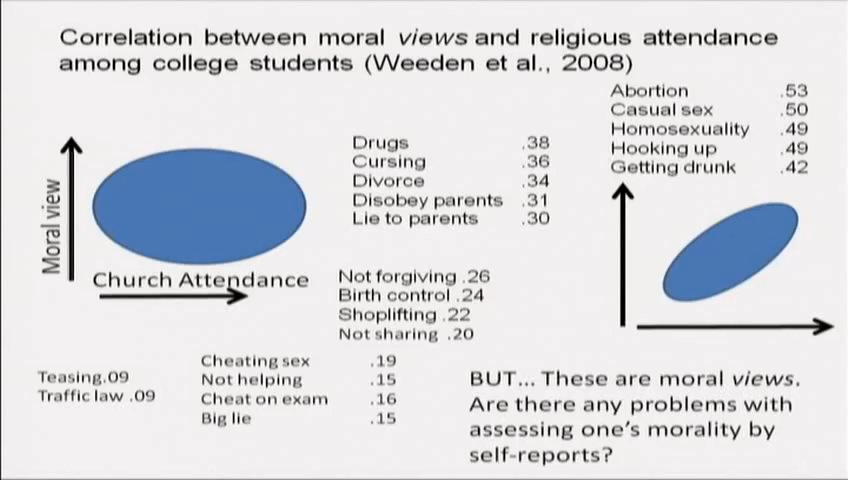 Correlation between moral views and religious attendance
among college students (Weeden et al., 2008)
Abortion .53
Casual sex .50
Homosexuality .49
Hooking up .49
Getting drunk .42
Drugs .38
Cursing .36
Divorce .34
Disobey parents .31
Lie to parents .30
Moral view
Church Attendance
Not forgiving .26
Birth control .24
Shoplifting .22
Not sharing .20
Cheating sex .19
Not helping .15
Cheat on exam .16
Big lie .15
Teasing.09
Traffic law .09
BUT... These are moral views.
Are there any problems with
assessing one's morality by
self-reports?